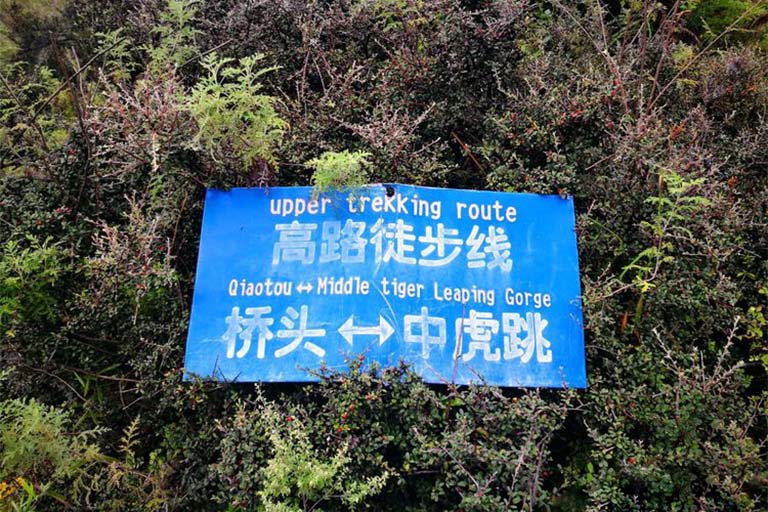 upper treKKing route
高路徒步线
Qiaotou ↔ Middle tiger Leaping Gorge
桥头 ↔ 中虎跳